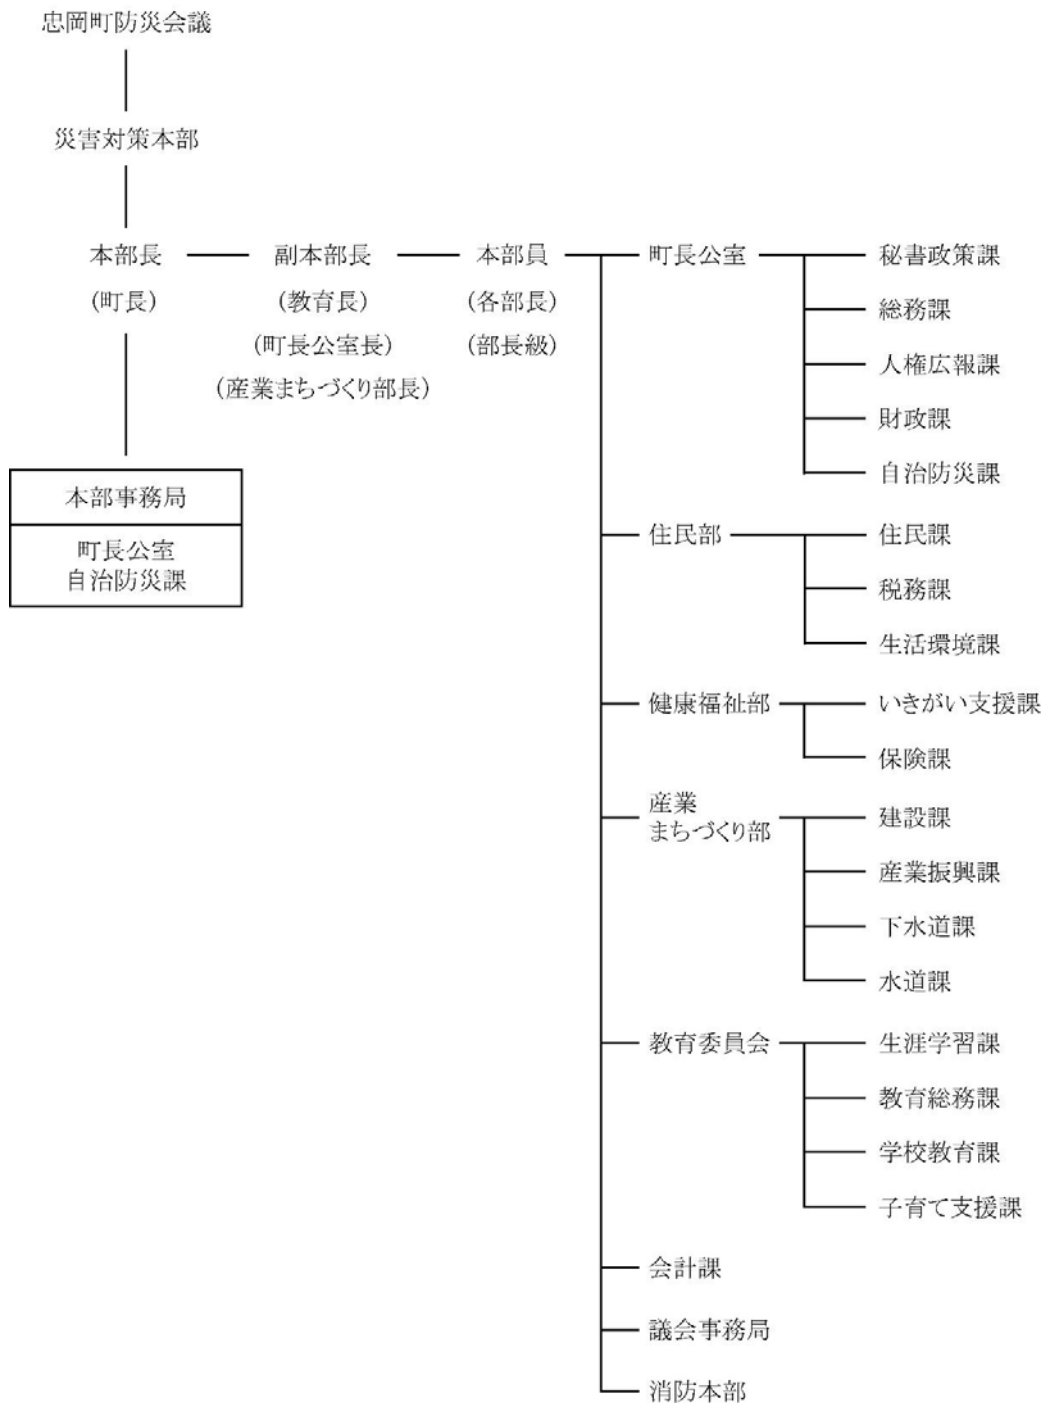 忠岡町防災会議
災害対策本部
本部長
(町長)
副本部長
(教育長)
(町長公室長)
(産業まちづくり部長)
本部員
(各部長)
(部長級)
本部事務局
町長公室
自治防災課
町長公室
秘書政策課
総務課
人権広報課
財政課
自治防災課
住民部
住民課
税務課
生活環境課
健康福祉部
いきがい支援課
保険課
産業
まちづくり部
建設課
産業振興課
下水道課
水道課
教育委員会
生涯学習課
教育総務課
学校教育課
子育て支援課
会計課
議会事務局
消防本部